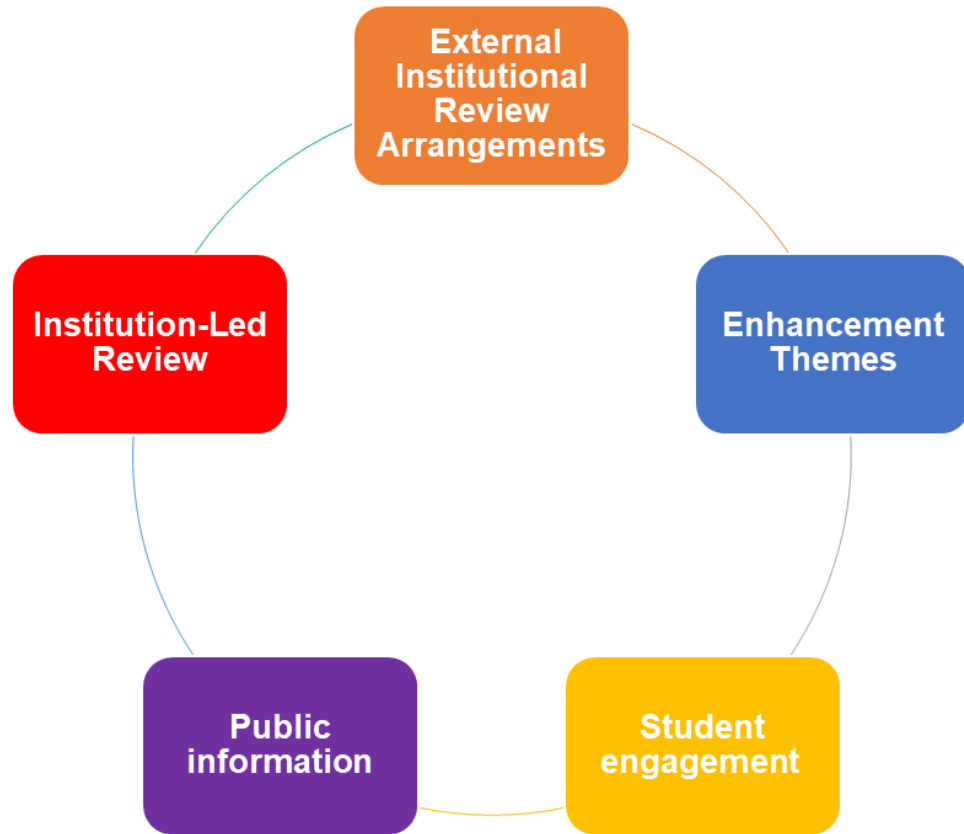 External
Institutional
Review
Arrangements
Institution-Led
Review
Enhancement
Themes
Public
information
Student
engagement